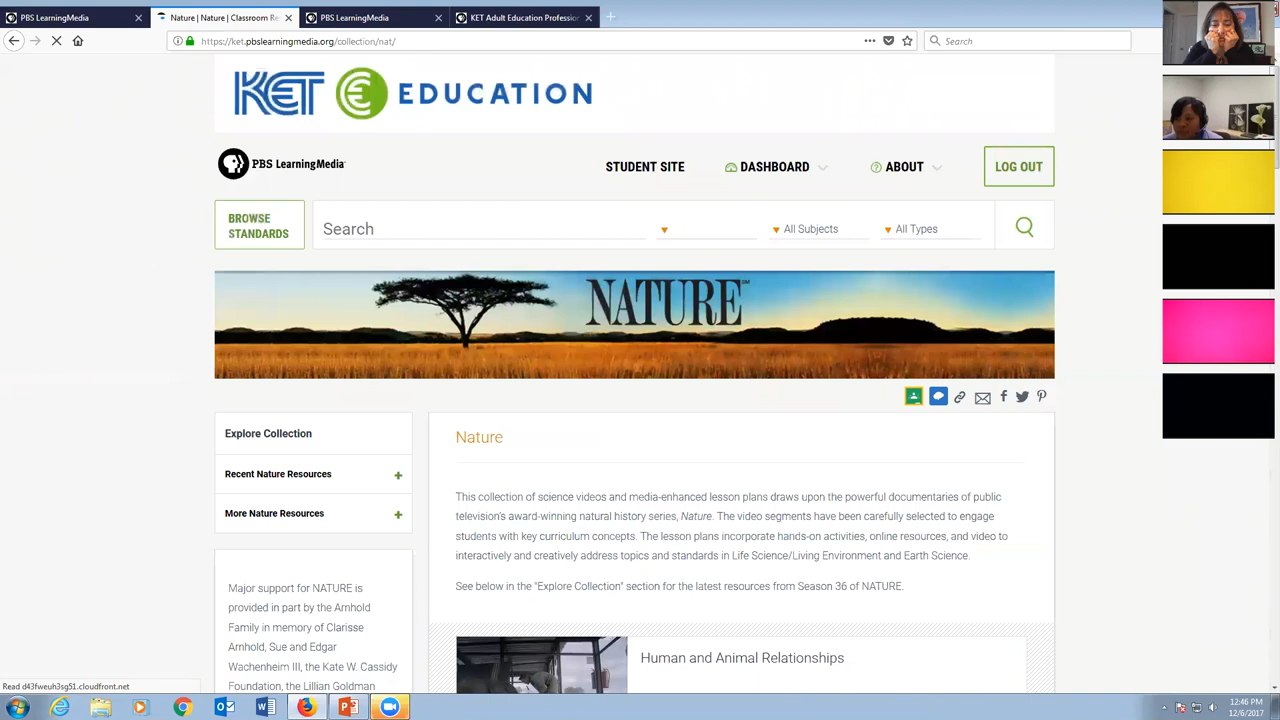 PBS LearningMedia
Nature | Nature | Classroom Re
PBS LearningMedia
KET Adult Education Profession
https://ket.pbslearningmedia.org/collection/nat/
Search
KET EDUCATION
PBS LearningMedia
STUDENT SITE
DASHBOARD
ABOUT
LOG OUT
BROWSE
STANDARDS
Search
All Subjects
All Types
NATURE
Explore Collection
Recent Nature Resources
More Nature Resources
Major support for NATURE is
provided in part by the Arnhold
Family in memory of Clarisse
Arnhold, Sue and Edgar
Wachenheim III, the Kate W. Cassidy
Foundation, the Lillian Goldman
Nature
This collection of science videos and media-enhanced lesson plans draws upon the powerful documentaries of public
television's award-winning natural history series, Nature. The video segments have been carefully selected to engage
students with key curriculum concepts. The lesson plans incorporate hands-on activities, online resources, and video to
interactively and creatively address topics and standards in Life Science/Living Environment and Earth Science.
See below in the "Explore Collection" section for the latest resources from Season 36 of NATURE.
Human and Animal Relationships
Read d43fweuh3sg51.cloudfront.net
12:46 PM
12/6/2017